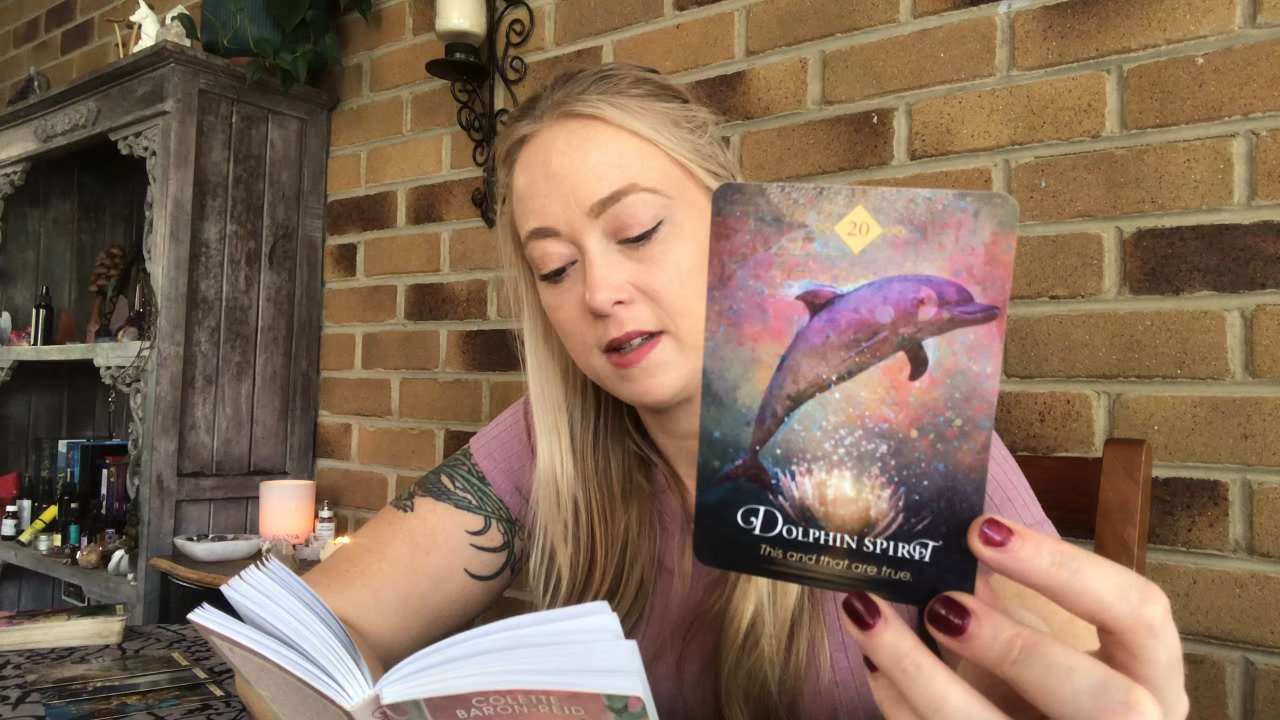 20
DOLPHIN SPIRIT
This and that are true.
COLETTE
BARON-REID